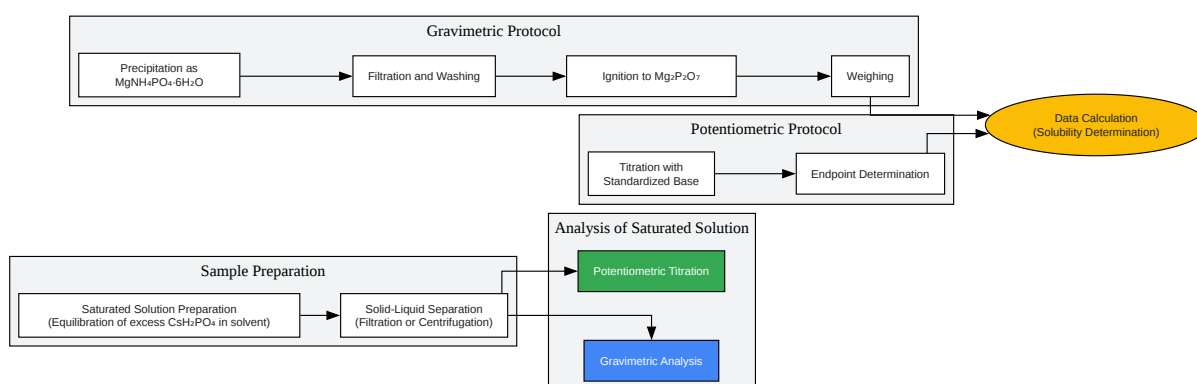 Gravimetric Protocol
Precipitation as
MgNH₄PO₄·6H₂O
Filtration and Washing
Ignition to Mg₂P₂O₇
Weighing
Data Calculation
(Solubility Determination)
Potentiometric Protocol
Titration with
Standardized Base
Endpoint Determination
Analysis of Saturated Solution
Potentiometric Titration
Gravimetric Analysis
Sample Preparation
Saturated Solution Preparation
(Equilibration of excess CsH₂PO₄ in solvent)
Solid-Liquid Separation
(Filtration or Centrifugation)